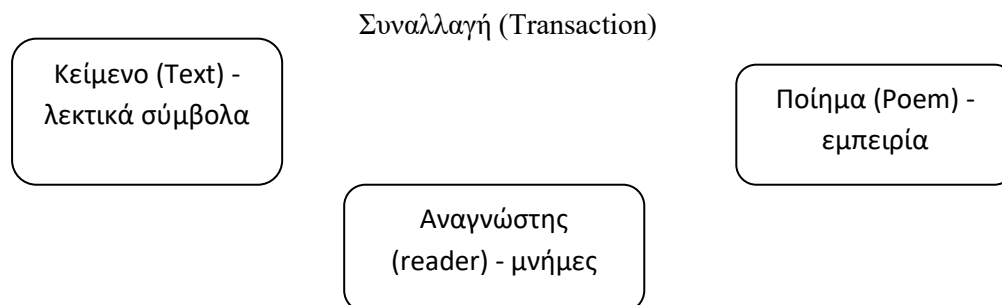 Συναλλαγή (Transaction)
Κείμενο (Text) -
λεκτικά σύμβολα
Ποίημα (Poem) -
εμπειρία
Αναγνώστης
(reader) - μνήμες